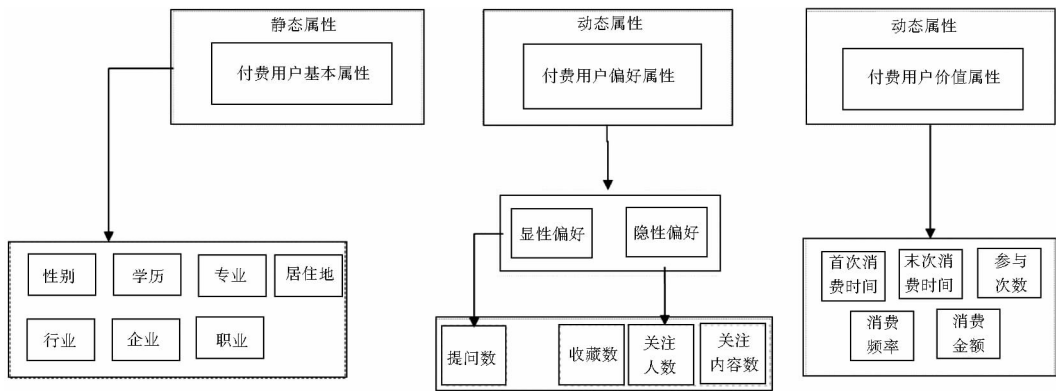 静态属性
付费用户基本属性
性别
学历
专业
居住地
行业
企业
职业
动态属性
付费用户偏好属性
显性偏好
隐性偏好
提问数
收藏数
关注
人数
关注
内容数
动态属性
付费用户价值属性
首次消
费时间
末次消
费时间
参与
次数
消费
频率
消费
金额